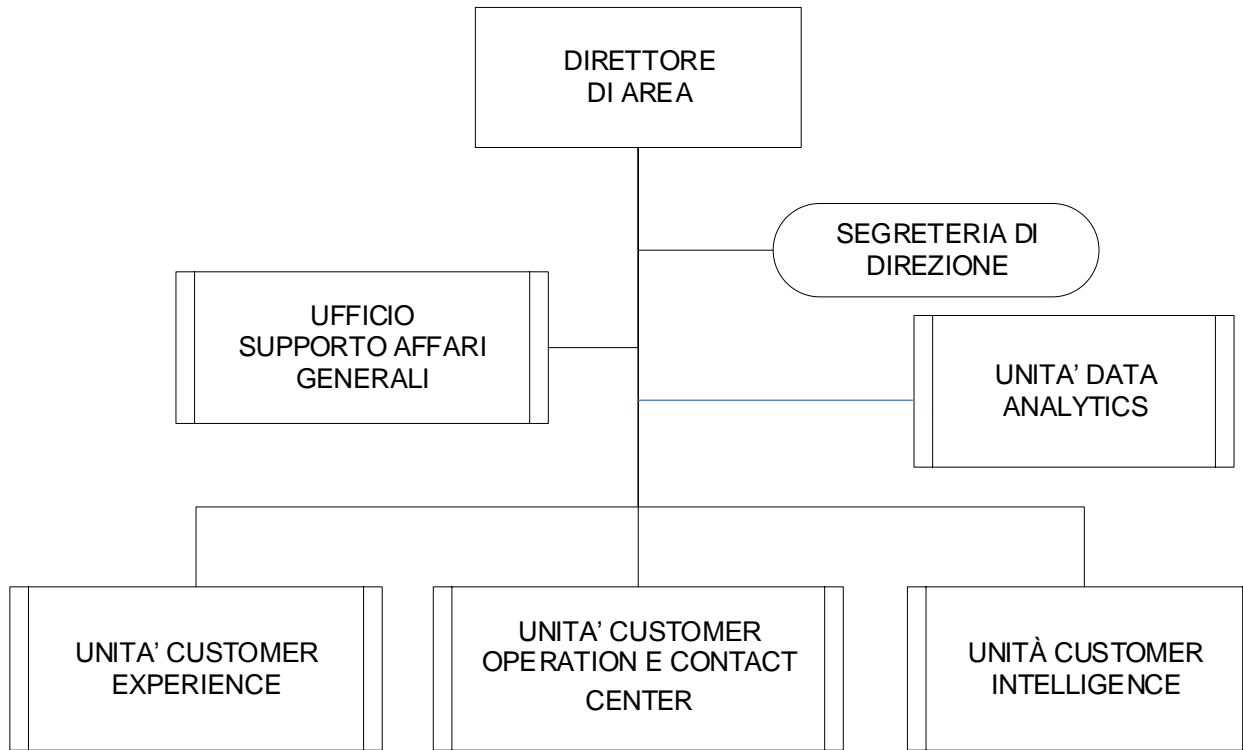 DIRETTORE
DI AREA
SEGRETERIA DI
DIREZIONE
UFFICIO
SUPPORTO AFFARI
GENERALI
UNITA’ DATA
ANALYTICS
UNITA’ CUSTOMER
EXPERIENCE
UNITA’ CUSTOMER
OPERATION E CONTACT
CENTER
UNITÀ CUSTOMER
INTELLIGENCE